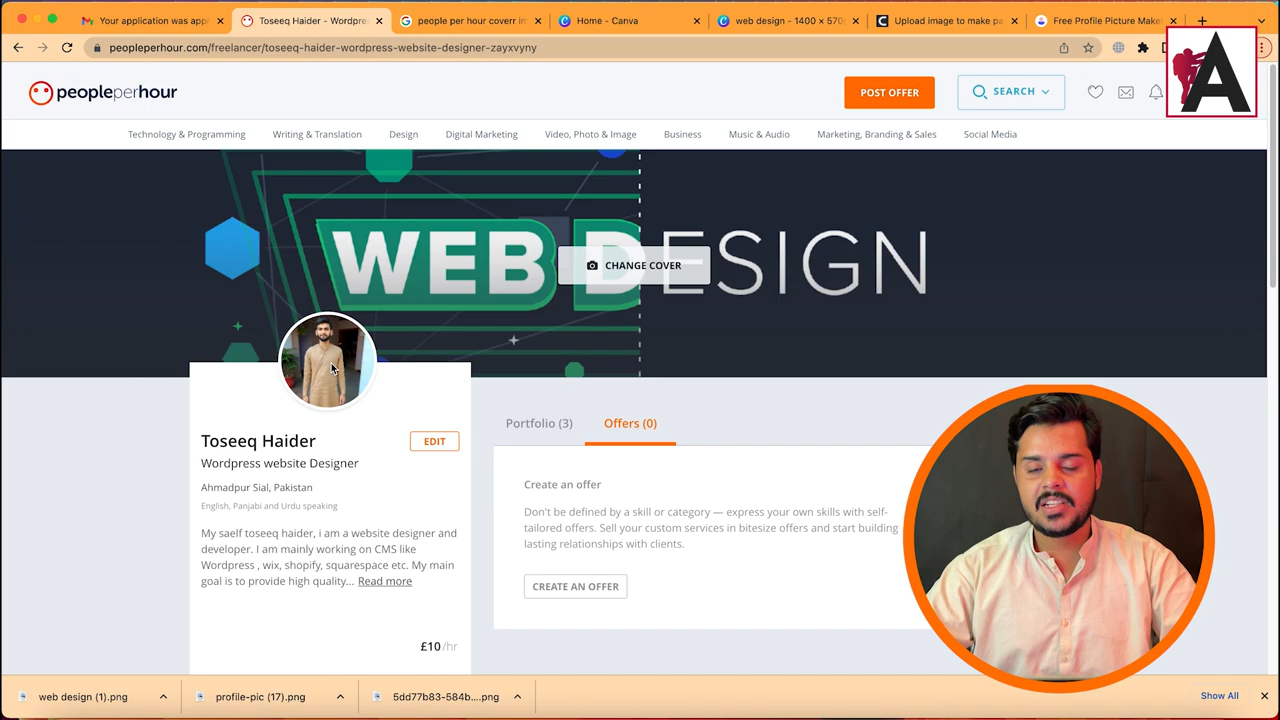 Your application was app
Toseeq Haider - Wordpres
people per hour coverr im
Home - Canva
web design - 1400 × 570
Upload image to make pa
Free Profile Picture Make
peopleperhour.com/freelancer/toseeq-haider-wordpress-website-designer-zayxvyny
A
peopleperhour
POST OFFER
SEARCH
Technology & Programming
Writing & Translation
Design
Digital Marketing
Video, Photo & Image
Business
Music & Audio
Marketing, Branding & Sales
Social Media
WEB DESIGN
CHANGE COVER
Toseeq Haider
EDIT
Wordpress website Designer
Ahmadpur Sial, Pakistan
English, Panjabi and Urdu speaking
My saelf toseeq haider, i am a website designer and
developer. I am mainly working on CMS like
Wordpress , wix, shopify, squarespace etc. My main
goal is to provide high quality... Read more
£10/hr
Portfolio (3)
Offers (0)
Create an offer
Don't be defined by a skill or category — express your own skills with self-
tailored offers. Sell your custom services in bitesize offers and start building
lasting relationships with clients.
CREATE AN OFFER
web design (1).png
profile-pic (17).png
5dd77b83-584b....png
Show All